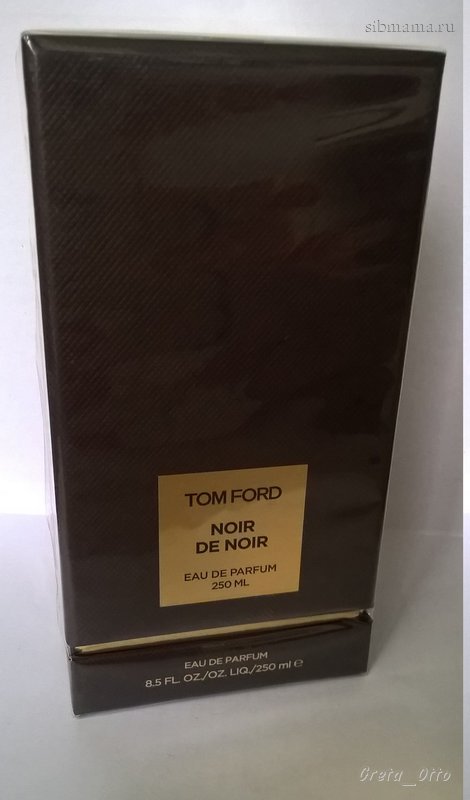 sibmama.ru
TOM FORD
NOIR
DE NOIR
EAU DE PARFUM
250 ML
EAU DE PARFUM
8.5 FL. OZ./OZ. LIQ./250 ml ℮
Greta_Otto